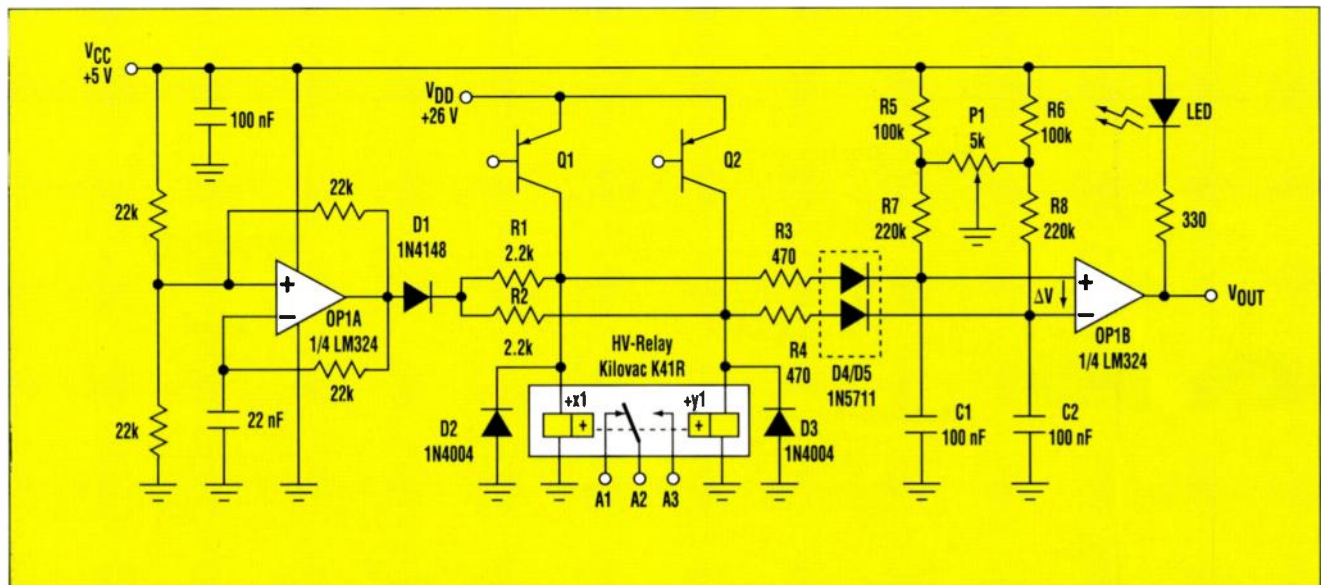 VCC
+5 V
100 nF
22k
22k
22k
+
−
OP1A
1/4 LM324
22k
22 nF
D1
1N4148
VDD
+26 V
Q1
Q2
R1
2.2k
R2
2.2k
HV-Relay
Kilovac K41R
+x1
+y1
+
+
D2
1N4004
D3
1N4004
A1
A2
A3
R3
470
R4
470
D4/D5
1N5711
R5
100k
P1
5k
R6
100k
R7
220k
R8
220k
ΔV
+
−
OP1B
1/4 LM324
C1
100 nF
C2
100 nF
LED
330
VOUT